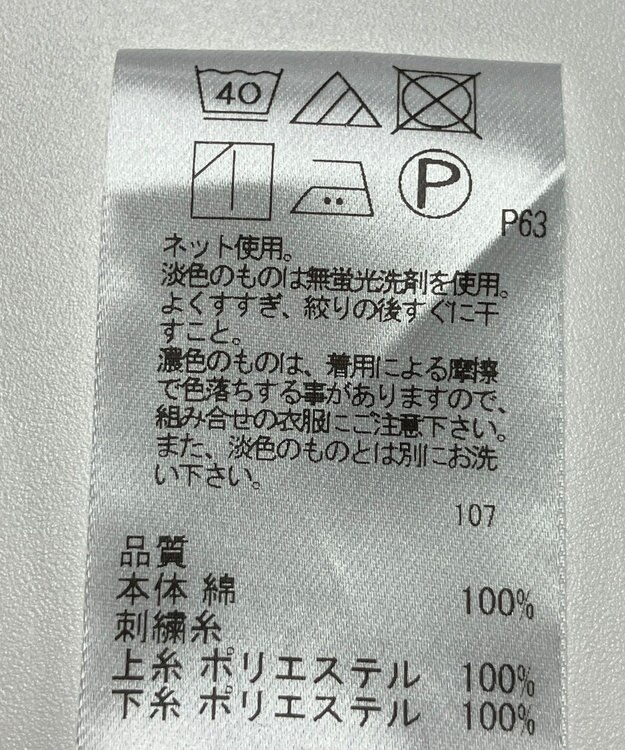 40
P
P63
ネット使用。
淡色のものは無蛍光洗剤を使用。
よくすすぎ、絞りの後すぐに干
すこと。
濃色のものは、着用による摩擦
で色落ちする事がありますので、
組み合せの衣服にご注意下さい。
また、淡色のものとは別にお洗
い下さい。
107
品質
本体 綿 100%
刺繍糸
上糸 ポリエステル 100%
下糸 ポリエステル 100%